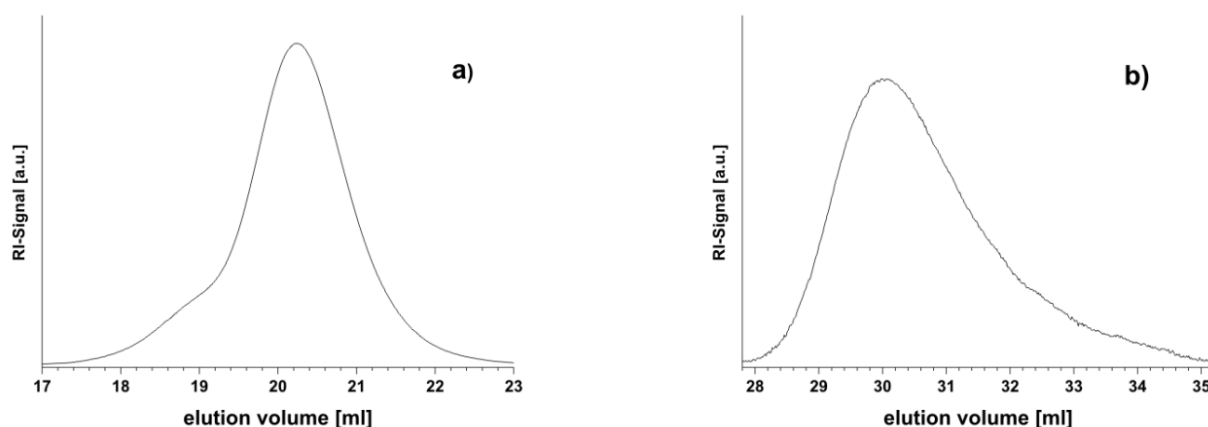 a)
RI-Signal [a.u.]
17 18 19 20 21 22 23
elution volume [ml]
b)
RI-Signal [a.u.]
28 29 30 31 32 33 34 35
elution volume [ml]